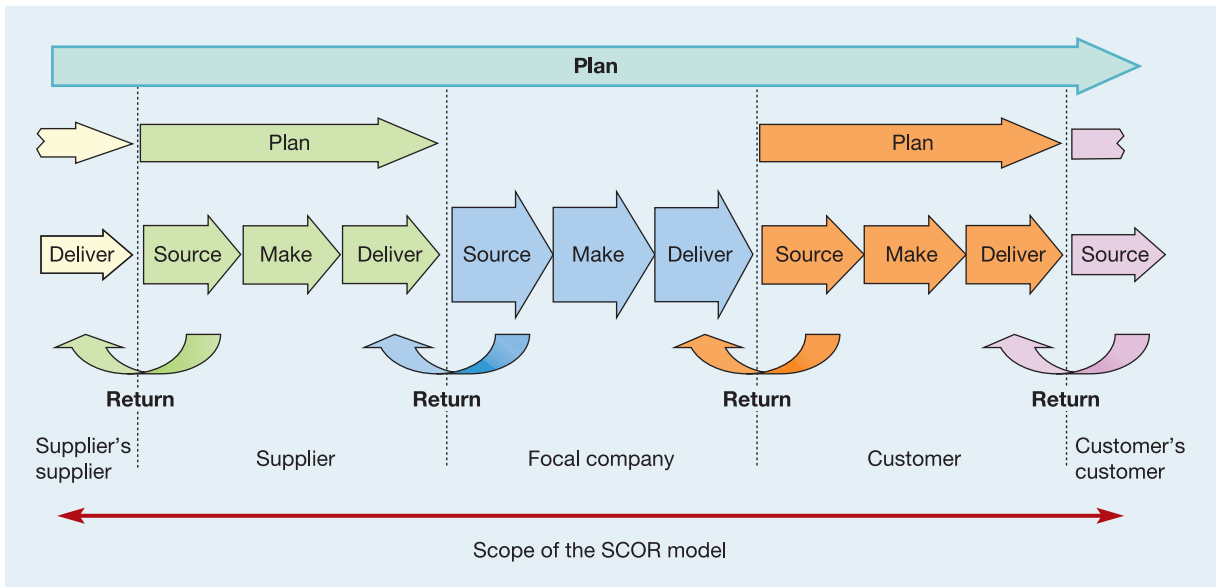 Plan
Plan
Plan
Deliver
Source
Make
Deliver
Source
Make
Deliver
Source
Make
Deliver
Source
Return
Return
Return
Return
Supplier's
supplier
Supplier
Focal company
Customer
Customer's
customer
Scope of the SCOR model